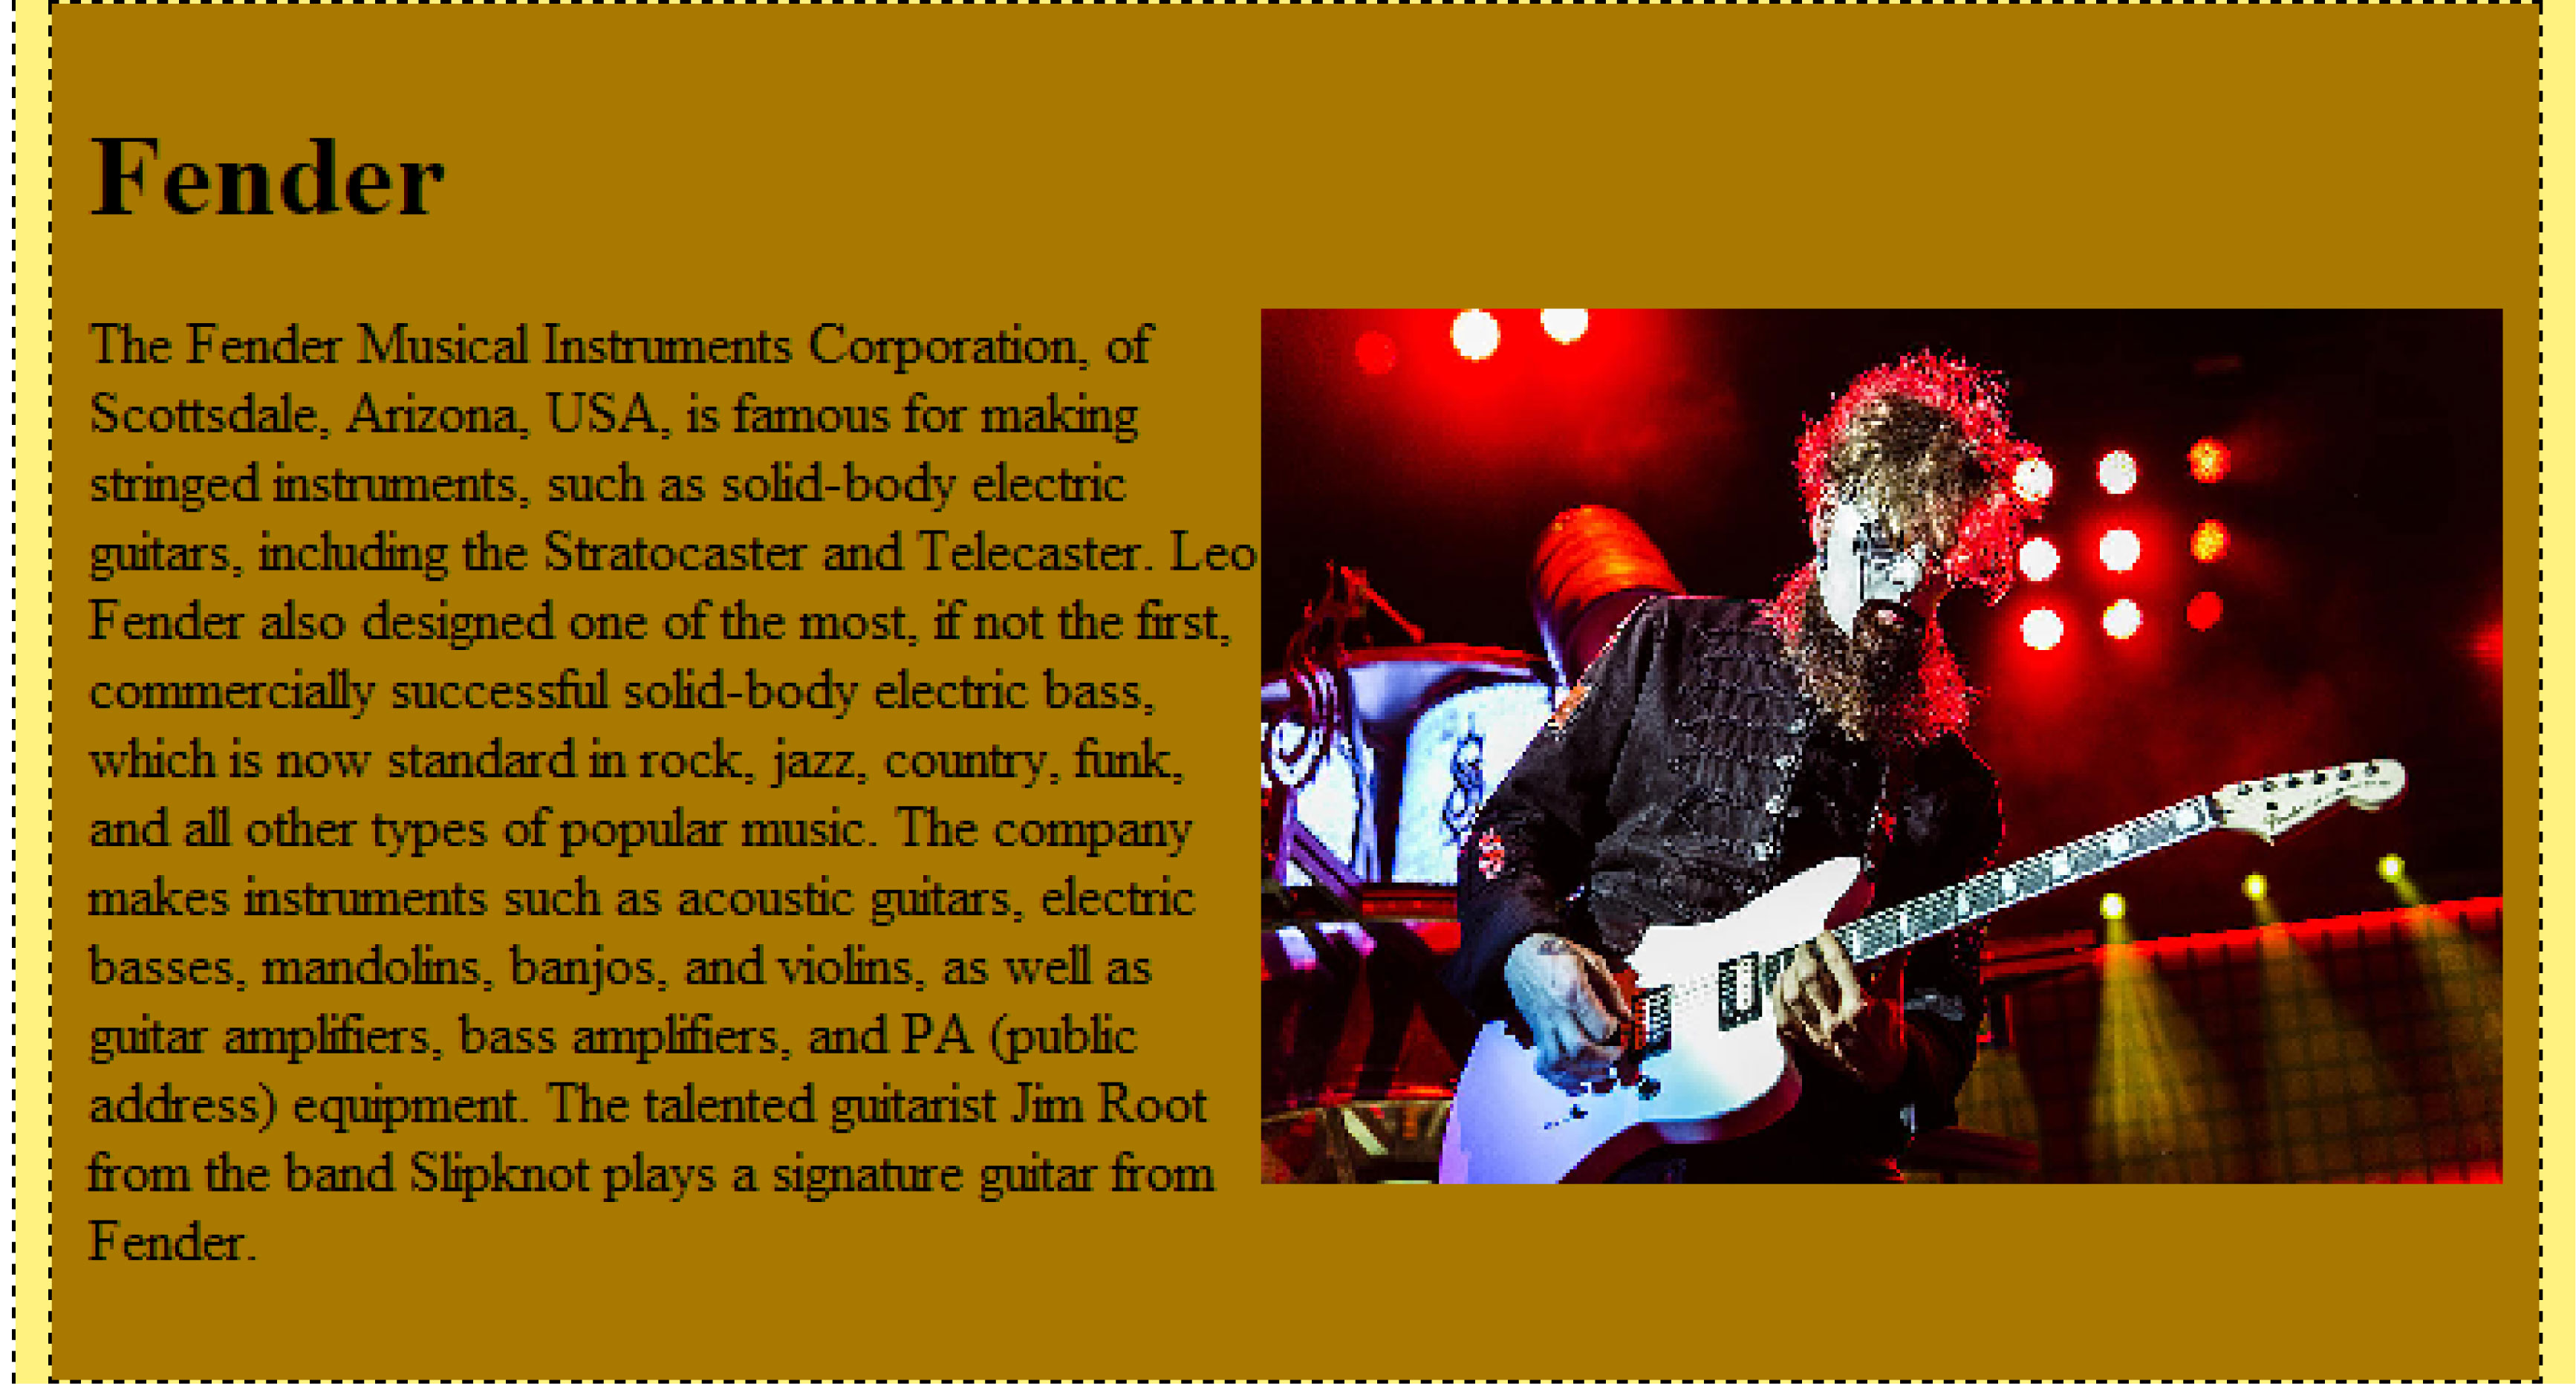 Fender
The Fender Musical Instruments Corporation, of
Scottsdale, Arizona, USA, is famous for making
stringed instruments, such as solid-body electric
guitars, including the Stratocaster and Telecaster. Leo
Fender also designed one of the most, if not the first,
commercially successful solid-body electric bass,
which is now standard in rock, jazz, country, funk,
and all other types of popular music. The company
makes instruments such as acoustic guitars, electric
basses, mandolins, banjos, and violins, as well as
guitar amplifiers, bass amplifiers, and PA (public
address) equipment. The talented guitarist Jim Root
from the band Slipknot plays a signature guitar from
Fender.